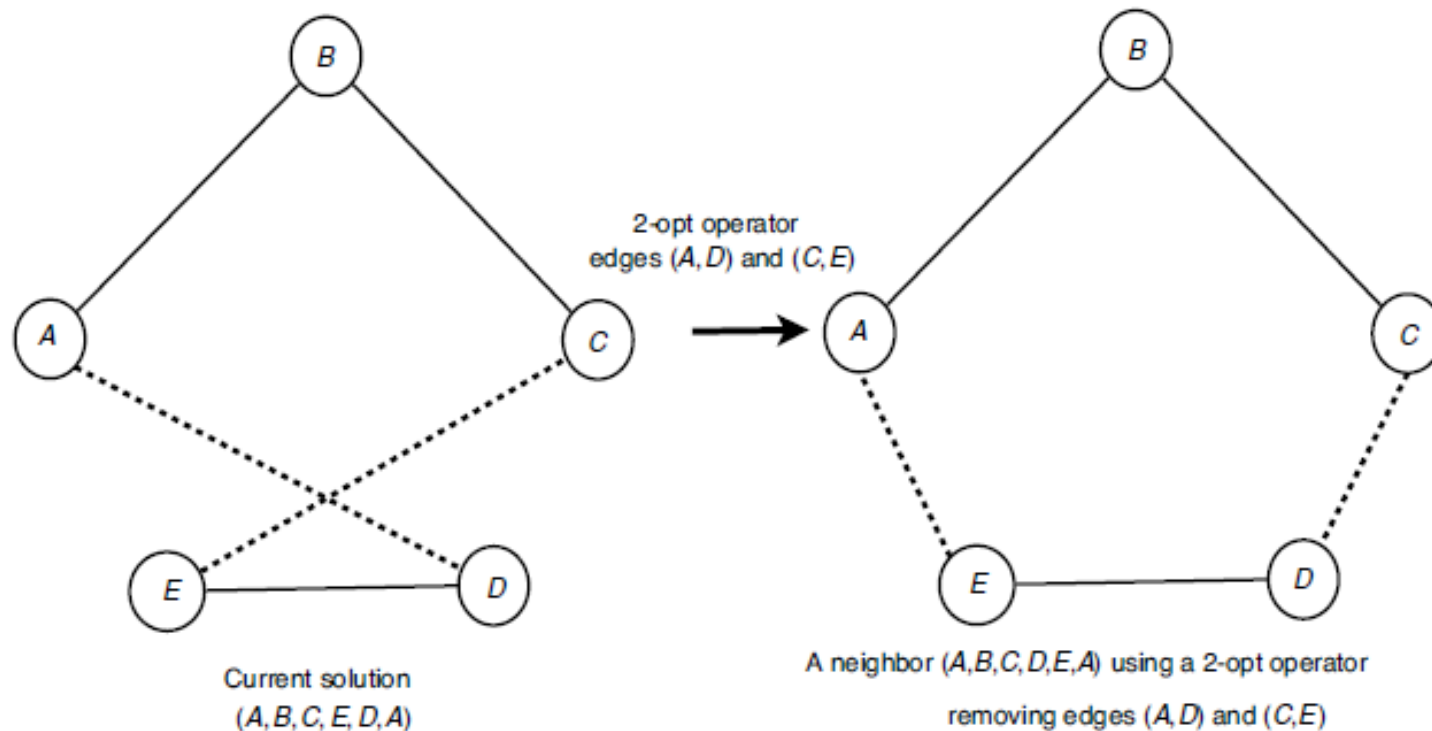 B
A
C
E
D
Current solution
(A,B,C,E,D,A)
2-opt operator
edges (A,D) and (C,E)
B
A
C
E
D
A neighbor (A,B,C,D,E,A) using a 2-opt operator
removing edges (A,D) and (C,E)